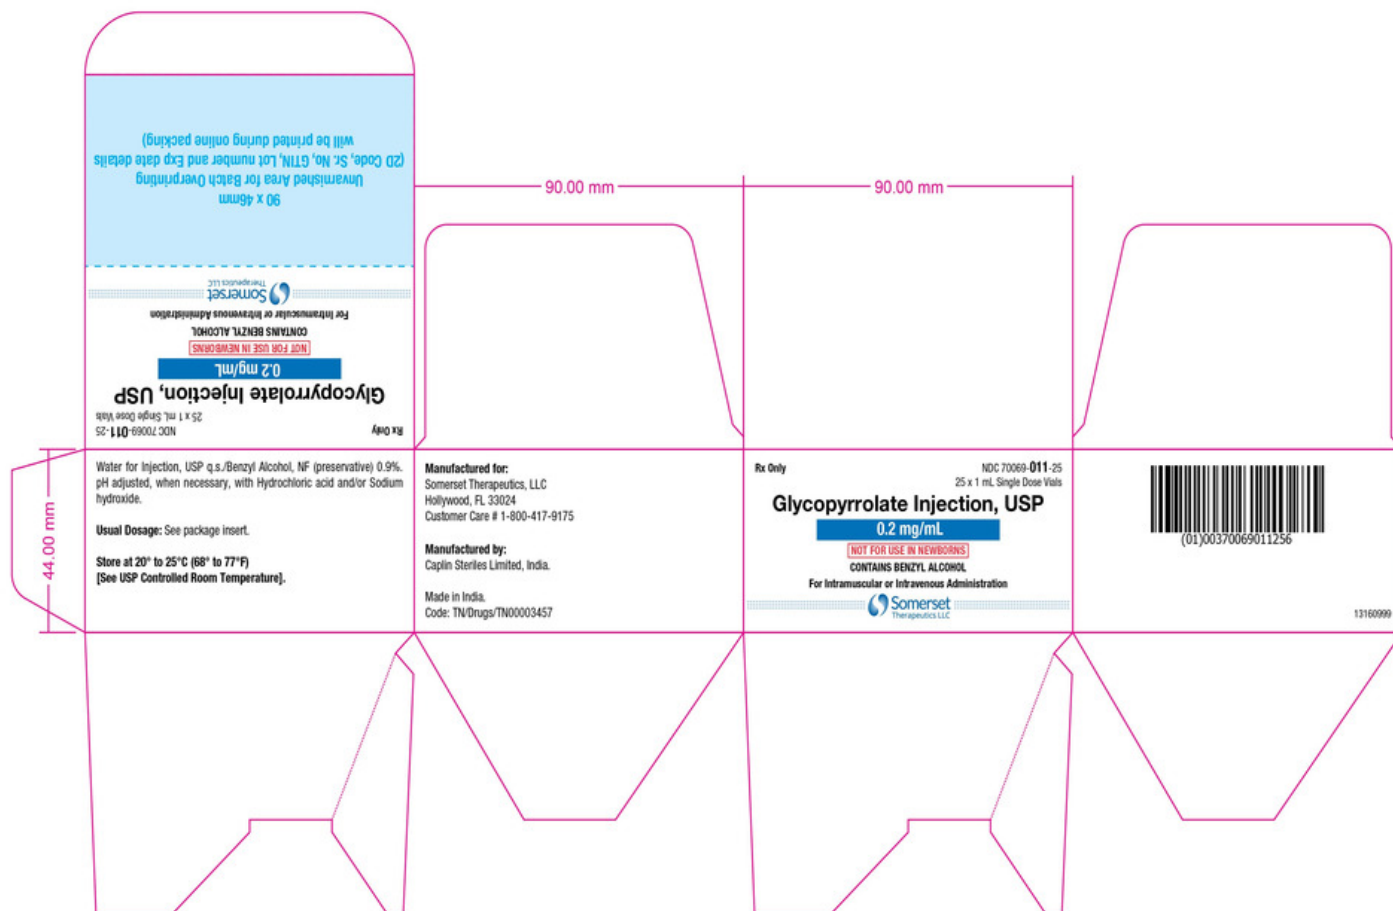 90 x 46mm
Unvarnished Area for Batch Overprinting
(2D Code, Sr. No, GTIN, Lot number and Exp date details
will be printed during online packing)
Rx Only
NDC 70069-011-25
25 x 1 mL Single Dose Vials
Glycopyrrolate Injection, USP
0.2 mg/mL
NOT FOR USE IN NEWBORNS
CONTAINS BENZYL ALCOHOL
For Intramuscular or Intravenous Administration
Somerset
Therapeutics LLC
90.00 mm
90.00 mm
44.00 mm
Water for Injection, USP q.s./Benzyl Alcohol, NF (preservative) 0.9%.
pH adjusted, when necessary, with Hydrochloric acid and/or Sodium
hydroxide.
Usual Dosage: See package insert.
Store at 20° to 25°C (68° to 77°F)
[See USP Controlled Room Temperature].
Manufactured for:
Somerset Therapeutics, LLC
Hollywood, FL 33024
Customer Care # 1-800-417-9175
Manufactured by:
Caplin Steriles Limited, India.
Made in India.
Code: TN/Drugs/TN00003457
Rx Only
NDC 70069-011-25
25 x 1 mL Single Dose Vials
Glycopyrrolate Injection, USP
0.2 mg/mL
NOT FOR USE IN NEWBORNS
CONTAINS BENZYL ALCOHOL
For Intramuscular or Intravenous Administration
Somerset
Therapeutics LLC
(01)00370069011256
13160999